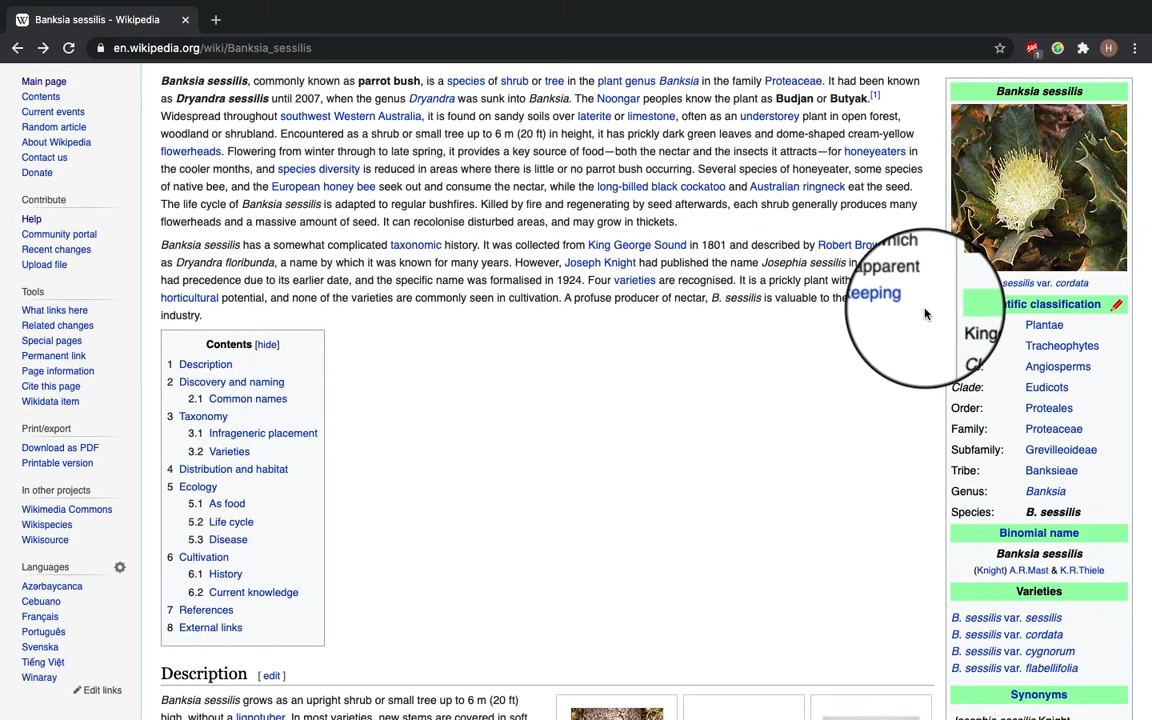 Banksia sessilis - Wikipedia
en.wikipedia.org/wiki/Banksia_sessilis
1
H
Main page
Contents
Current events
Random article
About Wikipedia
Contact us
Donate
Contribute
Help
Community portal
Recent changes
Upload file
Tools
What links here
Related changes
Special pages
Permanent link
Page information
Cite this page
Wikidata item
Print/export
Download as PDF
Printable version
In other projects
Wikimedia Commons
Wikispecies
Wikisource
Languages
Azərbaycanca
Cebuano
Français
Português
Svenska
Tiếng Việt
Winaray
Edit links
Banksia sessilis, commonly known as parrot bush, is a species of shrub or tree in the plant genus Banksia in the family Proteaceae. It had been known
as Dryandra sessilis until 2007, when the genus Dryandra was sunk into Banksia. The Noongar peoples know the plant as Budjan or Butyak.[1]
Widespread throughout southwest Western Australia, it is found on sandy soils over laterite or limestone, often as an understorey plant in open forest,
woodland or shrubland. Encountered as a shrub or small tree up to 6 m (20 ft) in height, it has prickly dark green leaves and dome-shaped cream-yellow
flowerheads. Flowering from winter through to late spring, it provides a key source of food—both the nectar and the insects it attracts—for honeyeaters in
the cooler months, and species diversity is reduced in areas where there is little or no parrot bush occurring. Several species of honeyeater, some species
of native bee, and the European honey bee seek out and consume the nectar, while the long-billed black cockatoo and Australian ringneck eat the seed.
The life cycle of Banksia sessilis is adapted to regular bushfires. Killed by fire and regenerating by seed afterwards, each shrub generally produces many
flowerheads and a massive amount of seed. It can recolonise disturbed areas, and may grow in thickets.
Banksia sessilis has a somewhat complicated taxonomic history. It was collected from King George Sound in 1801 and described by Robert Brow
as Dryandra floribunda, a name by which it was known for many years. However, Joseph Knight had published the name Josephia sessilis in
had precedence due to its earlier date, and the specific name was formalised in 1924. Four varieties are recognised. It is a prickly plant with
horticultural potential, and none of the varieties are commonly seen in cultivation. A profuse producer of nectar, B. sessilis is valuable to the
industry.
which
apparent
eeping
King
Contents [hide]
1 Description
2 Discovery and naming
2.1 Common names
3 Taxonomy
3.1 Infrageneric placement
3.2 Varieties
4 Distribution and habitat
5 Ecology
5.1 As food
5.2 Life cycle
5.3 Disease
6 Cultivation
6.1 History
6.2 Current knowledge
7 References
8 External links
Description [ edit ]
Banksia sessilis grows as an upright shrub or small tree up to 6 m (20 ft)
high, without a lignotuber. In most varieties, new stems are covered in soft
Banksia sessilis
sessilis var. cordata
ntific classification
Plantae
Tracheophytes
Angiosperms
Clade: Eudicots
Order: Proteales
Family: Proteaceae
Subfamily: Grevilleoideae
Tribe: Banksieae
Genus: Banksia
Species: B. sessilis
Binomial name
Banksia sessilis
(Knight) A.R.Mast & K.R.Thiele
Varieties
B. sessilis var. sessilis
B. sessilis var. cordata
B. sessilis var. cygnorum
B. sessilis var. flabellifolia
Synonyms
Josephia sessilis Knight